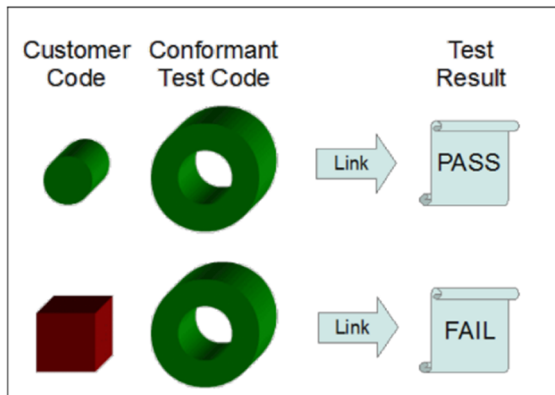 Customer Code
Conformant Test Code
Test Result
Link
PASS
Link
FAIL